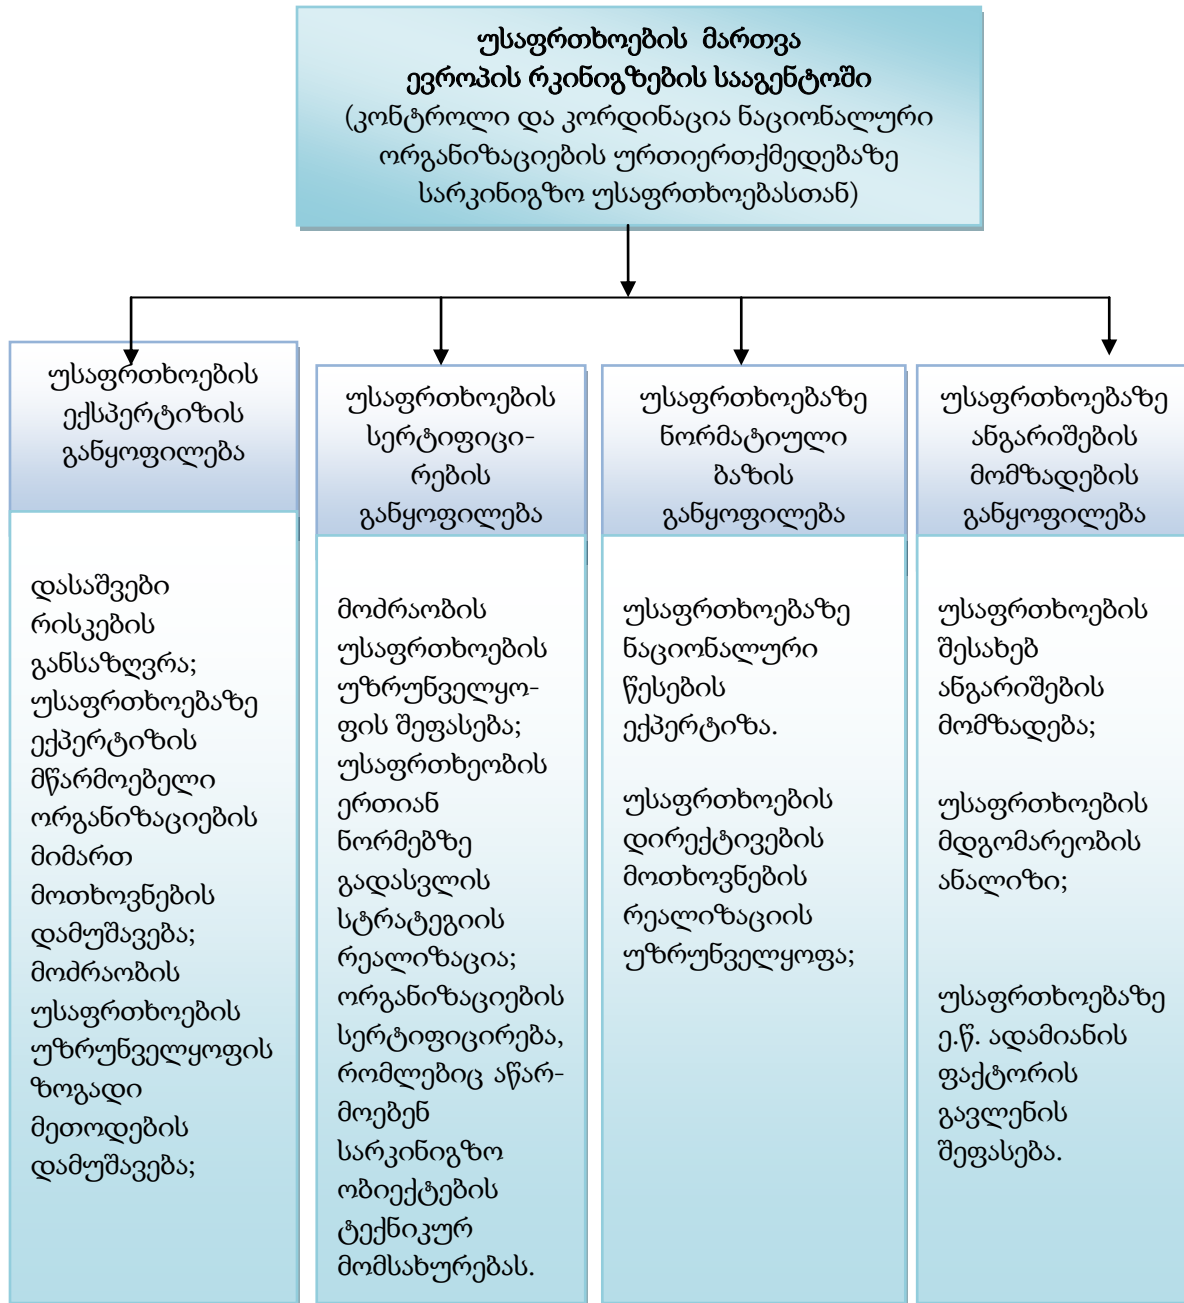 უსაფრთხოების მართვა
ევროპის რკინიგზების სააგენტოში
(კონტროლი და კორდინაცია ნაციონალური
ორგანიზაციების ურთიერთქმედებაზე
სარკინიგზო უსაფრთხოებასთან)
უსაფრთხოების
ექსპერტიზის
განყოფილება
დასაშვები
რისკების
განსაზღვრა;
უსაფრთხოებაზე
ექპერტიზის
მწარმოებელი
ორგანიზაციების
მიმართ
მოთხოვნების
დამუშავება;
მოძრაობის
უსაფრთხოების
უზრუნველყოფის
ზოგადი
მეთოდების
დამუშავება;
უსაფრთხოების
სერტიფიცი-
რების
განყოფილება
მოძრაობის
უსაფრთხოების
უზრუნველყო-
ფის შეფასება;
უსაფრთხეობის
ერთიან
ნორმებზე
გადასვლის
სტრატეგიის
რეალიზაცია;
ორგანიზაციების
სერტიფიცირება,
რომლებიც აწარ-
მოებენ
სარკინიგზო
ობიექტების
ტექნიკურ
მომსახურებას.
უსაფრთხოებაზე
ნორმატიული
ბაზის
განყოფილება
უსაფრთხოებაზე
ნაციონალური
წესების
ექპერტიზა.
უსაფრთხოების
დირექტივების
მოთხოვნების
რეალიზაციის
უზრუნველყოფა;
უსაფრთხოებაზე
ანგარიშების
მომზადების
განყოფილება
უსაფრთხოების
შესახებ
ანგარიშების
მომზადება;
უსაფრთხოების
მდგომარეობის
ანალიზი;
უსაფრთხოებაზე
ე.წ. ადამიანის
ფაქტორის
გავლენის
შეფასება.